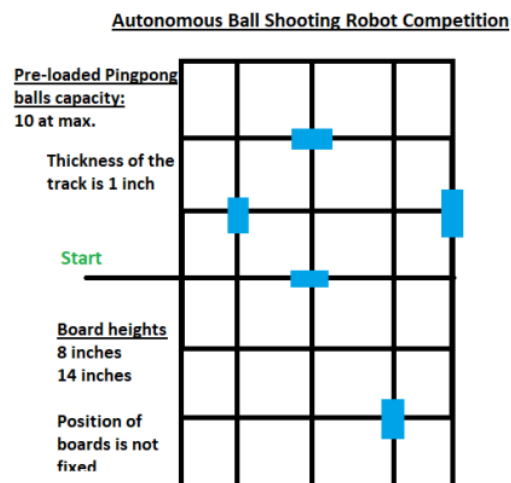 Autonomous Ball Shooting Robot Competition
Pre-loaded Pingpong
balls capacity:
10 at max.
Thickness of the
track is 1 inch
Start
Board heights
8 inches
14 inches
Position of
boards is not
fixed